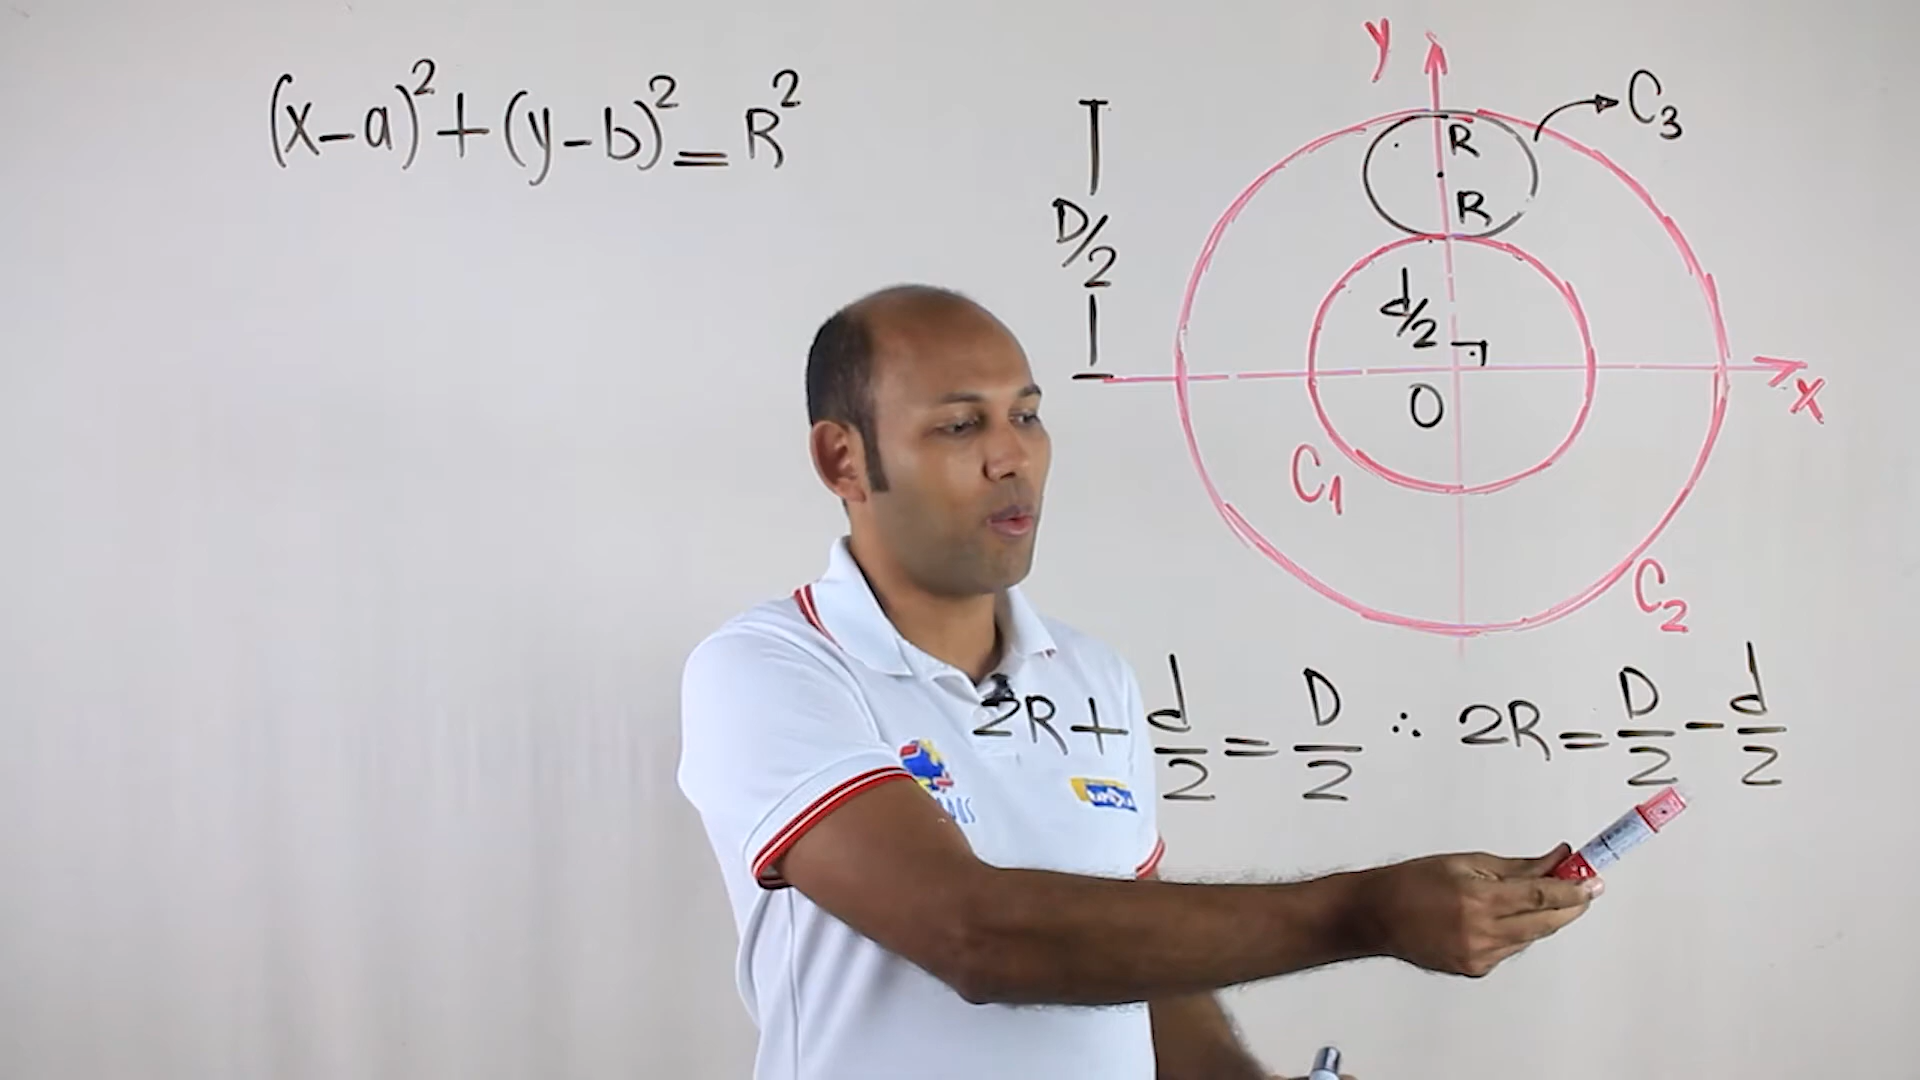 (x-a)²+(y-b)²=R²
y
C₃
R
R
D/2
d/2
O
x
C₁
C₂
2R+d/2=D/2 ∴ 2R=D/2-d/2